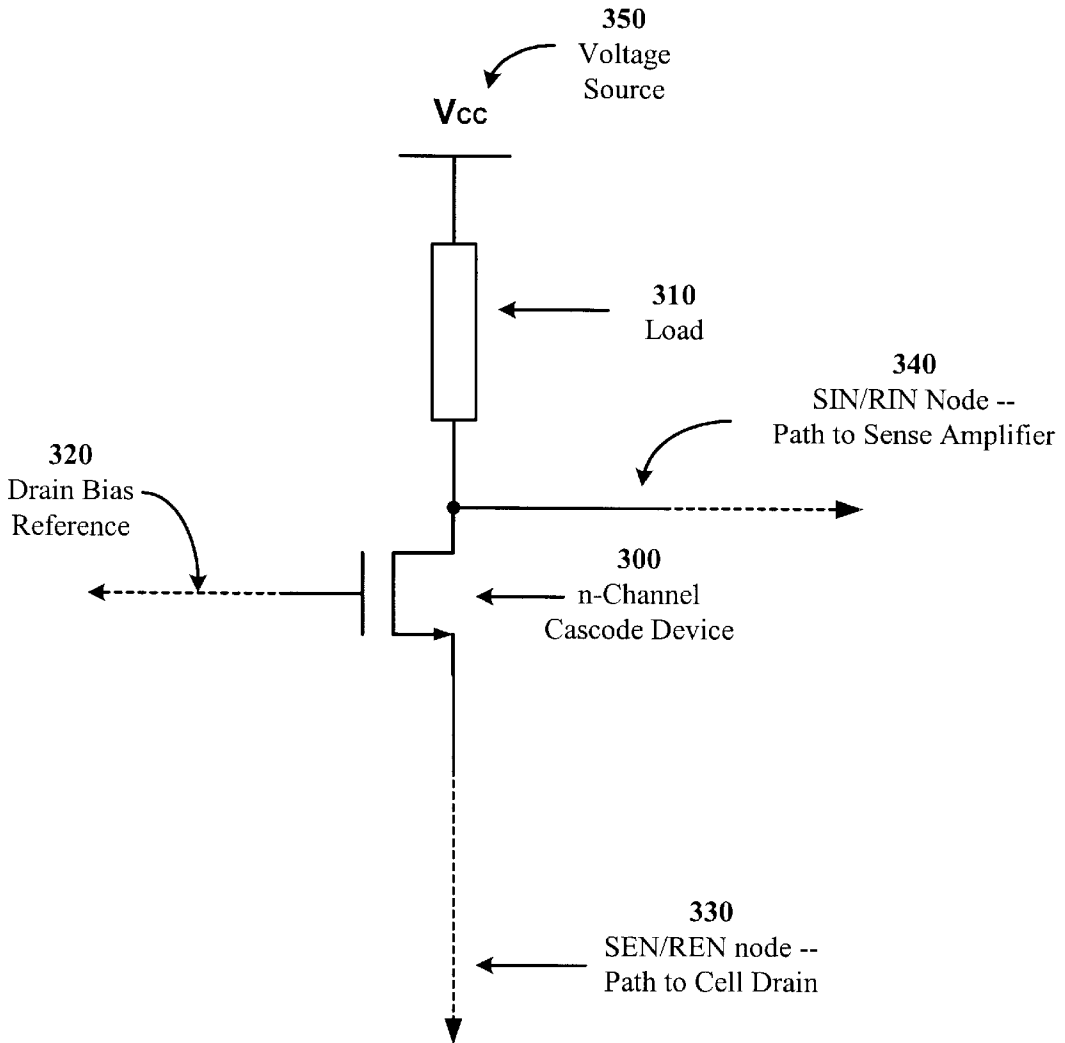 350
Voltage
Source
Vcc
310
Load
340
SIN/RIN Node --
Path to Sense Amplifier
320
Drain Bias
Reference
300
n-Channel
Cascode Device
330
SEN/REN node --
Path to Cell Drain